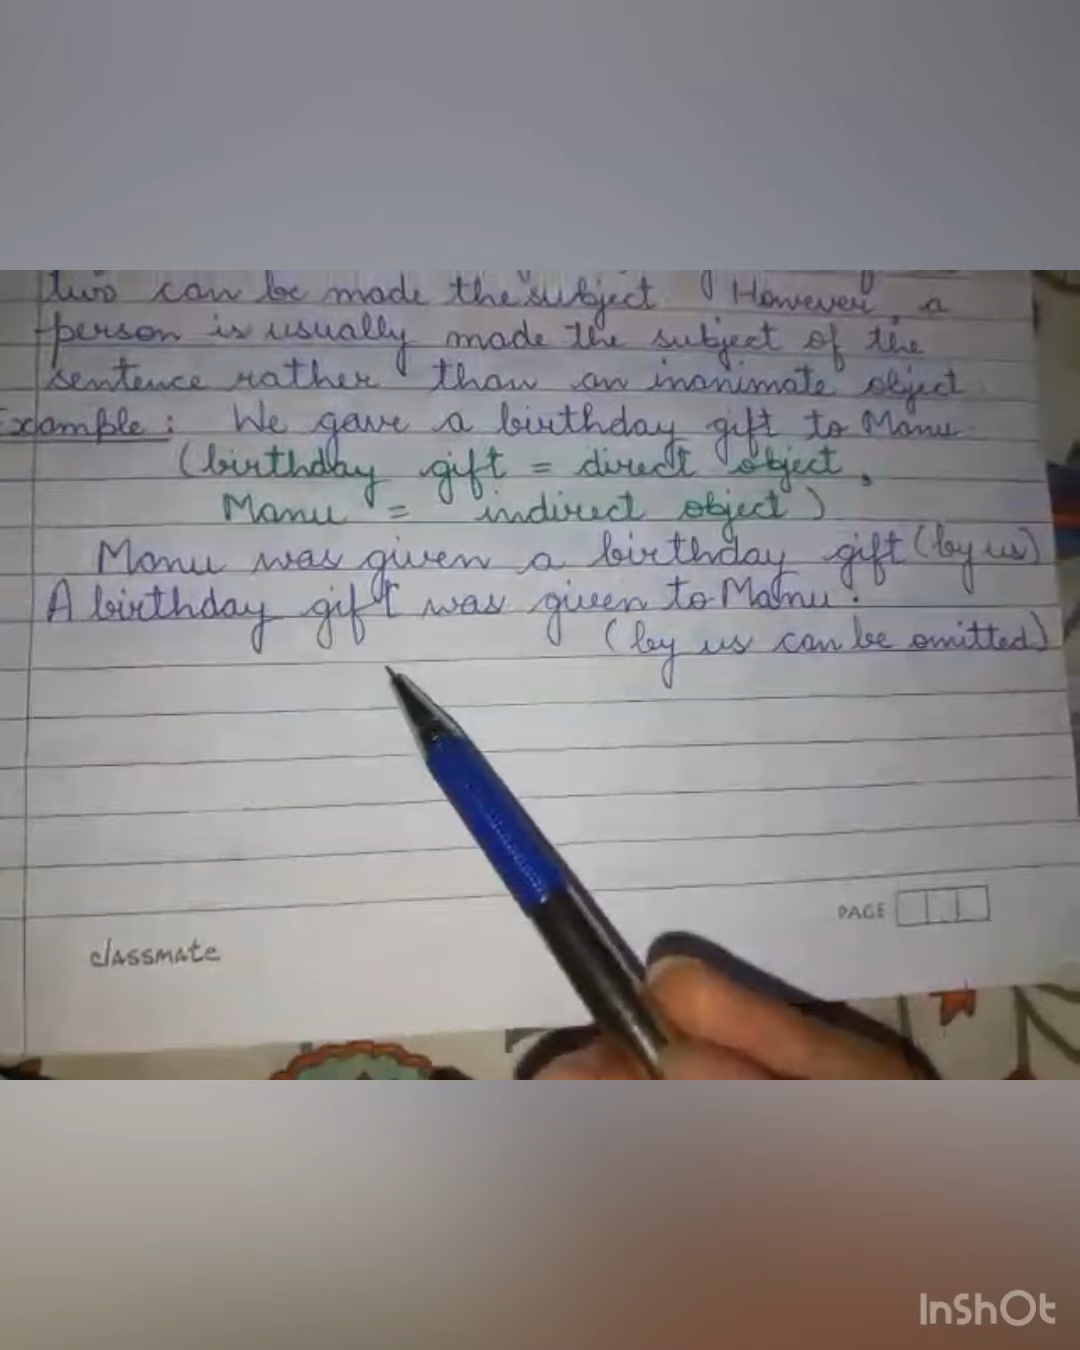 two can be made the subject. However, a
person is usually made the subject of the
sentence rather than an inanimate object.
Example: We gave a birthday gift to Manu.
(birthday gift = direct object,
Manu = indirect object)
Manu was given a birthday gift (by us)
A birthday gift was given to Manu.
(by us can be omitted)
PAGE
classmate
InShOt